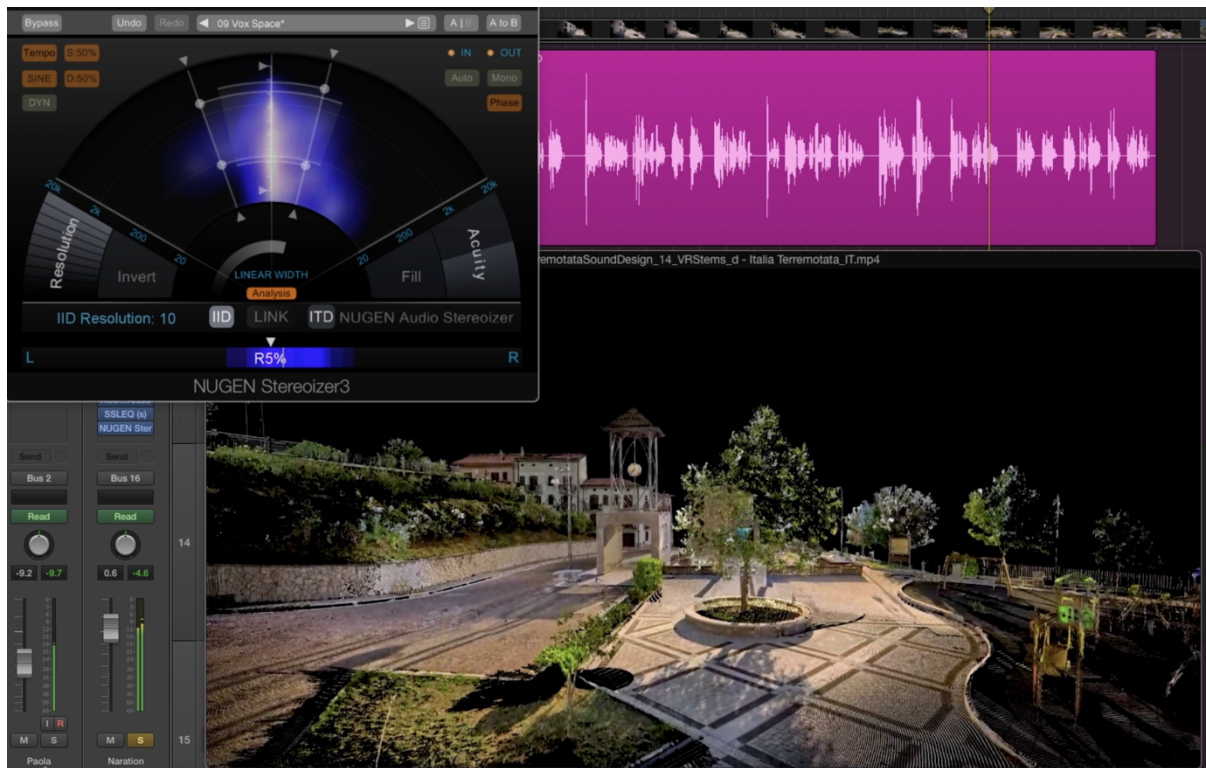 Bypass
Undo
Redo
09 Vox Space*
A | B
A to B
Tempo
S:50%
IN
OUT
SINE
D:50%
Auto
Mono
DYN
Phase
20k
2k
200
20
20
200
2k
20k
Resolution
Invert
Fill
Acuity
LINEAR WIDTH
Analysis
IID Resolution: 10
IID
LINK
ITD
NUGEN Audio Stereoizer
L
R5%
R
NUGEN Stereoizer3
remotataSoundDesign_14_VRStems_d - Italia Terremotata_IT.mp4
SSLEQ (s)
NUGEN Ster
Send
Send
Bus 2
Bus 16
Read
Read
14
-9.2
-9.7
0.6
-4.6
I
R
M
S
M
S
15
Paola
Naration